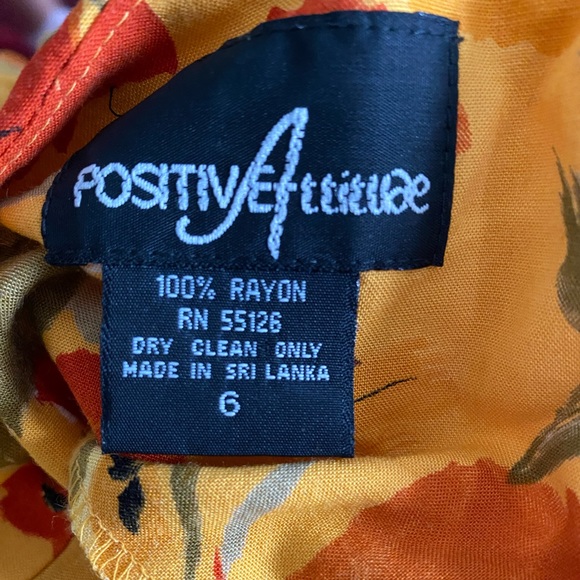 POSITIVE Attitude
100% RAYON
RN 55126
DRY CLEAN ONLY
MADE IN SRI LANKA
6